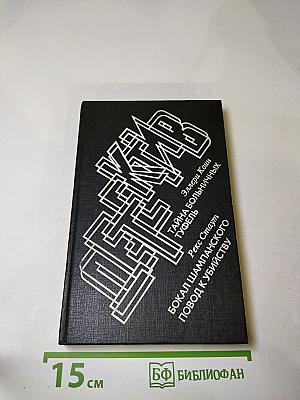 ДЕТЕКТИВ
Эллери Квин
ТАЙНА БОЛЬНИЧНЫХ
ТУФЕЛЬ
Рекс Стаут
БОКАЛ ШАМПАНСКОГО
ПОВОД К УБИЙСТВУ
15 см
БФ БИБЛИОФАН